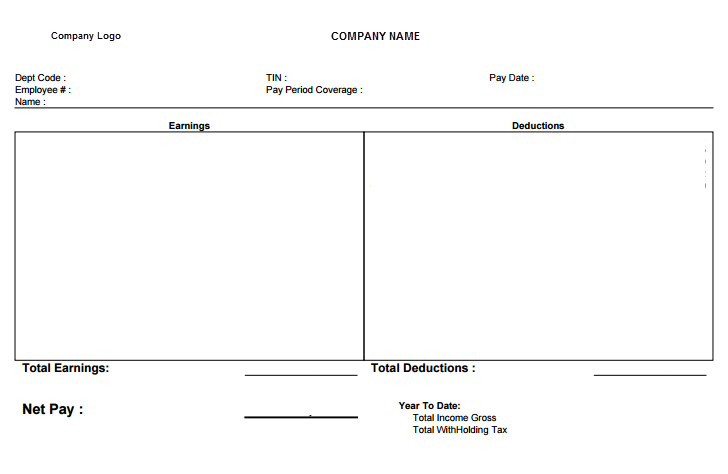 Company Logo COMPANY NAME
Dept Code : TIN : Pay Date :
Employee # : Pay Period Coverage :
Name :
Earnings Deductions
Total Earnings: Total Deductions :
Net Pay : Year To Date:
Total Income Gross
Total WithHolding Tax